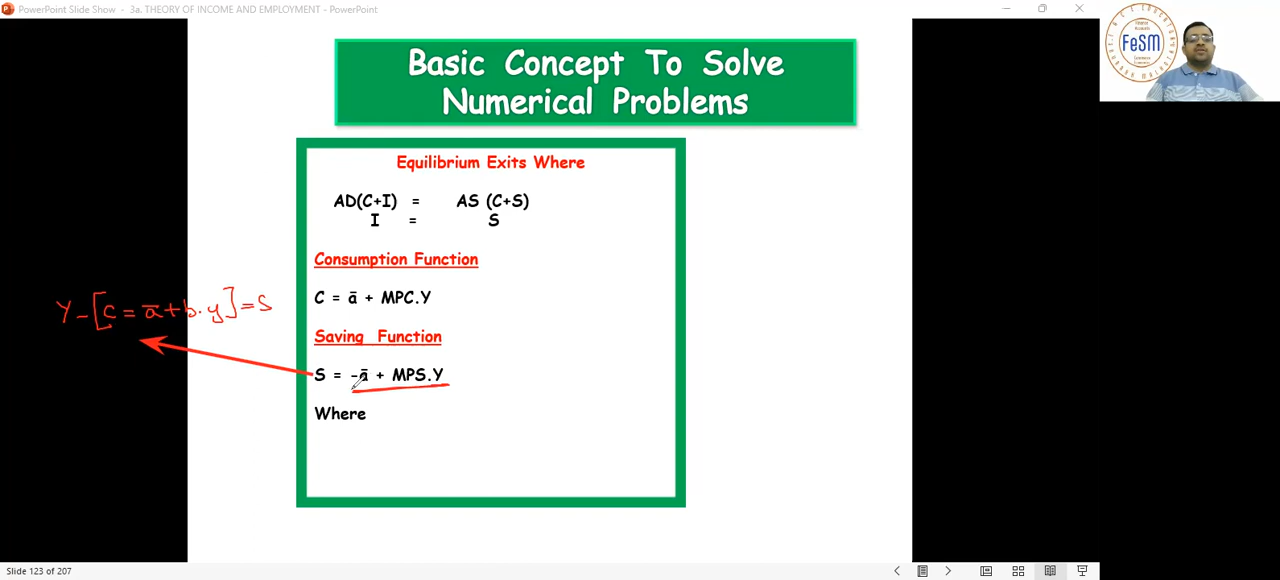 PowerPoint Slide Show - 3a. THEORY OF INCOME AND EMPLOYMENT - PowerPoint
FeSM
Basic Concept To Solve
Numerical Problems
Equilibrium Exits Where
AD(C+I) = AS (C+S)
I = S
Consumption Function
C = ā + MPC.Y
Y-[C = ā+b.y]=S
Saving Function
S = -ā + MPS.Y
Where
Slide 123 of 207